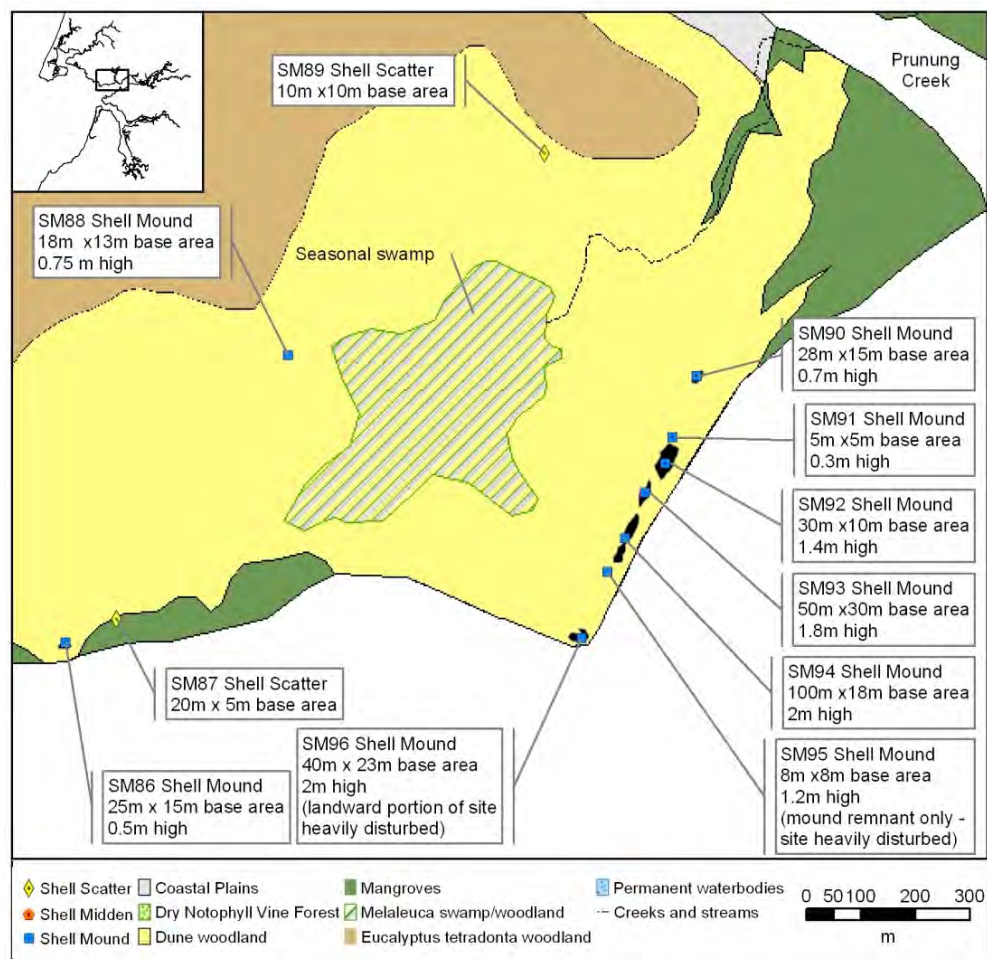 Prunung
Creek
SM89 Shell Scatter
10m x10m base area
SM88 Shell Mound
18m  x13m base area
0.75 m high
Seasonal swamp
SM90 Shell Mound
28m x15m base area
0.7m high
SM91 Shell Mound
5m x5m base area
0.3m high
SM92 Shell Mound
30m x10m base area
1.4m high
SM93 Shell Mound
50m x30m base area
1.8m high
SM94 Shell Mound
100m x18m base area
2m high
SM95 Shell Mound
8m x8m base area
1.2m high
(mound remnant only -
site heavily disturbed)
SM87 Shell Scatter
20m x 5m base area
SM96 Shell Mound
40m x 23m base area
2m high
(landward portion of site
heavily disturbed)
SM86 Shell Mound
25m x 15m base area
0.5m high
Shell Scatter
Shell Midden
Shell Mound
Coastal Plains
Dry Notophyll Vine Forest
Dune woodland
Mangroves
Melaleuca swamp/woodland
Eucalyptus tetradonta woodland
Permanent waterbodies
Creeks and streams
0 50 100 200 300
m